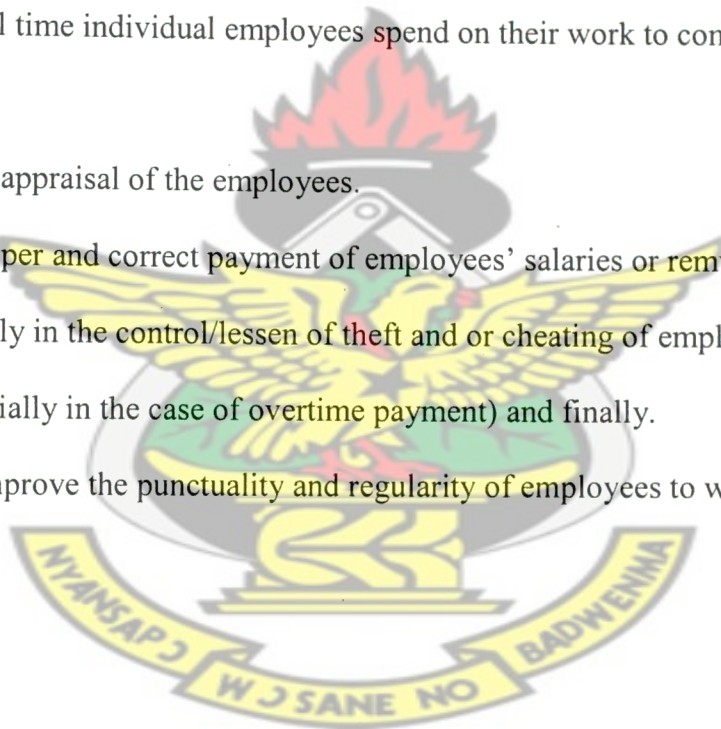 l time individual employees spend on their work to con
appraisal of the employees.
per and correct payment of employees' salaries or rem
ly in the control/lessen of theft and or cheating of empl
ially in the case of overtime payment) and finally.
nprove the punctuality and regularity of employees to w
NYANSAPƆ WƆSANE NO BADWENMA